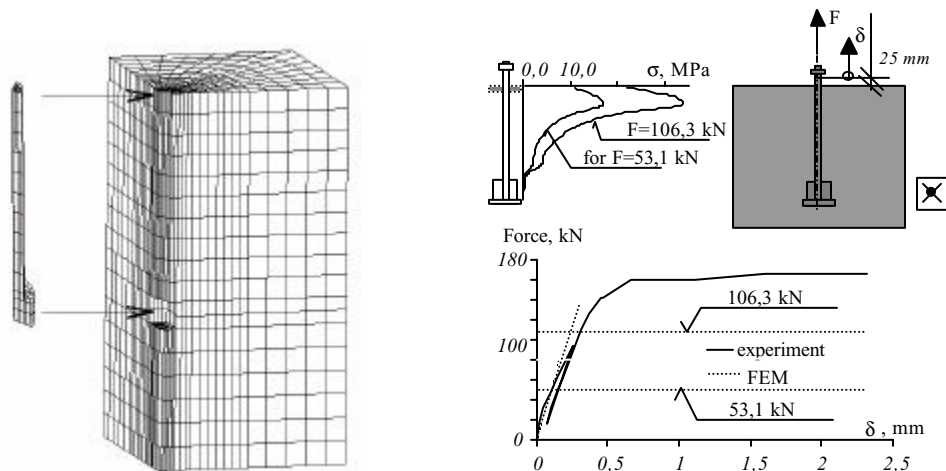 0,0 10,0 σ, MPa
F=106,3 kN
for F=53,1 kN
F
δ
25 mm
Force, kN
180
100
0
106,3 kN
experiment
FEM
53,1 kN
δ , mm
0 0,5 1 1,5 2 2,5